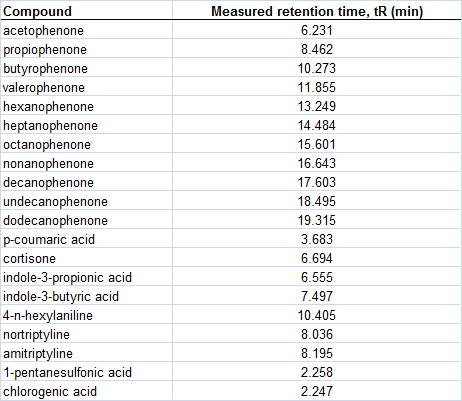 Compound Measured retention time, tR (min)
acetophenone 6.231
propiophenone 8.462
butyrophenone 10.273
valerophenone 11.855
hexanophenone 13.249
heptanophenone 14.484
octanophenone 15.601
nonanophenone 16.643
decanophenone 17.603
undecanophenone 18.495
dodecanophenone 19.315
p-coumaric acid 3.683
cortisone 6.694
indole-3-propionic acid 6.555
indole-3-butyric acid 7.497
4-n-hexylaniline 10.405
nortriptyline 8.036
amitriptyline 8.195
1-pentanesulfonic acid 2.258
chlorogenic acid 2.247